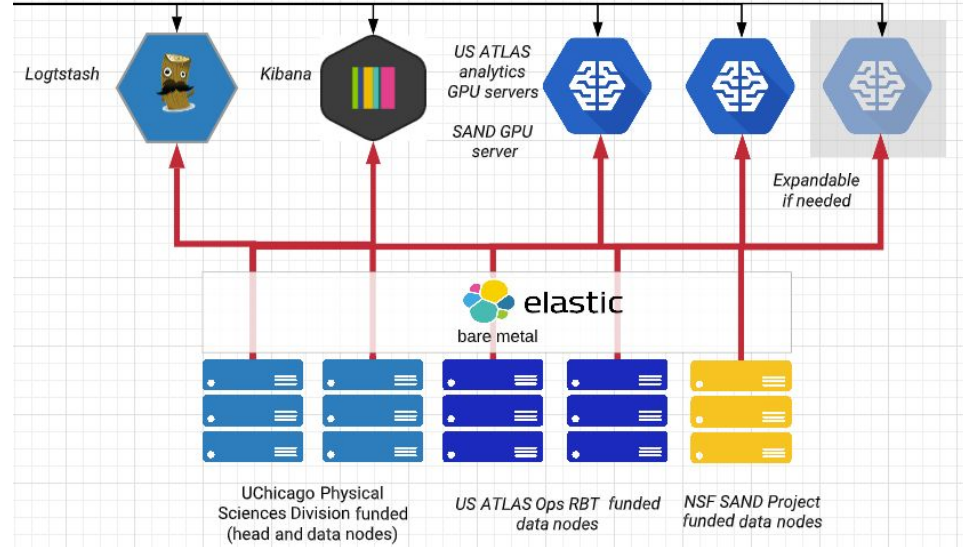 Logtstash
Kibana
US ATLAS
analytics
GPU servers
SAND GPU
server
Expandable
if needed
elastic
bare metal
UChicago Physical
Sciences Division funded
(head and data nodes)
US ATLAS Ops RBT funded
data nodes
NSF SAND Project
funded data nodes